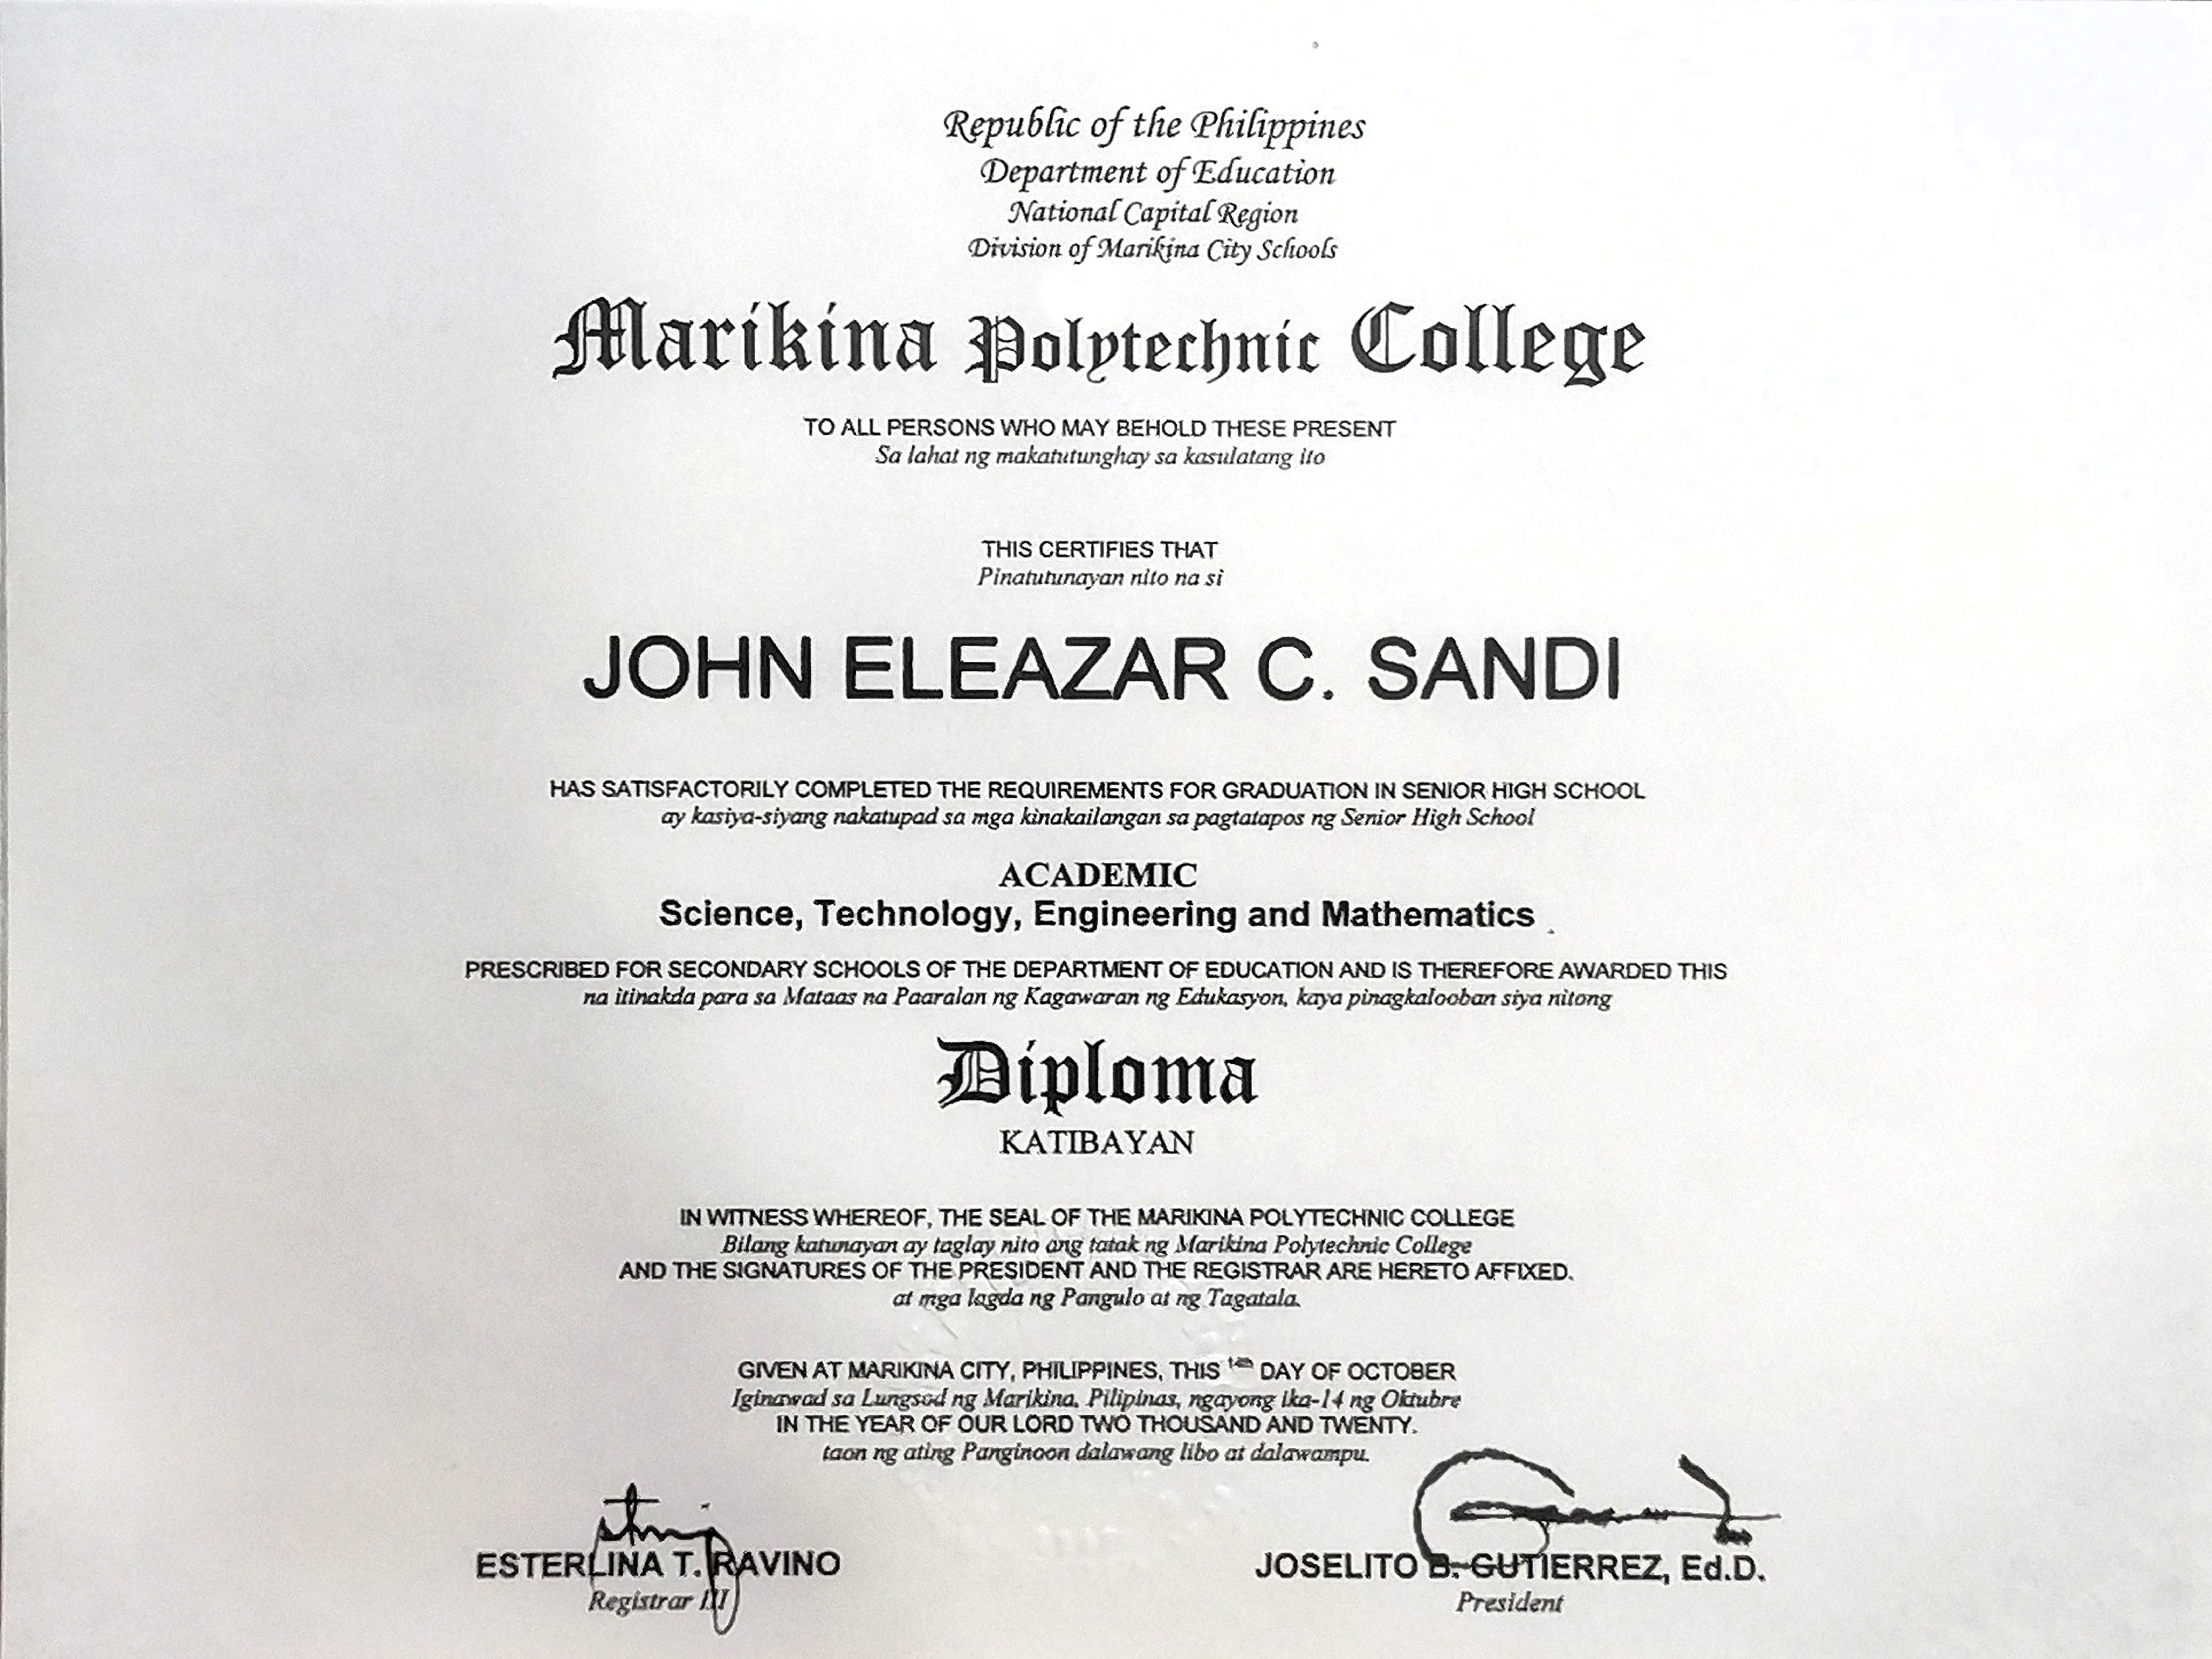 Republic of the Philippines
Department of Education
National Capital Region
Division of Marikina City Schools
Marikina Polytechnic College
TO ALL PERSONS WHO MAY BEHOLD THESE PRESENT
Sa lahat ng makatutunghay sa kasulatang ito
THIS CERTIFIES THAT
Pinatutunayan nito na si
JOHN ELEAZAR C. SANDI
HAS SATISFACTORILY COMPLETED THE REQUIREMENTS FOR GRADUATION IN SENIOR HIGH SCHOOL
ay kasiya-siyang nakatupad sa mga kinakailangan sa pagtatapos ng Senior High School
ACADEMIC
Science, Technology, Engineering and Mathematics
PRESCRIBED FOR SECONDARY SCHOOLS OF THE DEPARTMENT OF EDUCATION AND IS THEREFORE AWARDED THIS
na itinakda para sa Mataas na Paaralan ng Kagawaran ng Edukasyon, kaya pinagkalooban siya nitong
Diploma
KATIBAYAN
IN WITNESS WHEREOF, THE SEAL OF THE MARIKINA POLYTECHNIC COLLEGE
Bilang katunayan ay taglay nito ang tatak ng Marikina Polytechnic College
AND THE SIGNATURES OF THE PRESIDENT AND THE REGISTRAR ARE HERETO AFFIXED.
at mga lagda ng Pangulo at ng Tagatala.
GIVEN AT MARIKINA CITY, PHILIPPINES, THIS DAY OF OCTOBER
Iginawad sa Lungsod ng Marikina, Pilipinas, ngayong ika-14 ng Oktubre
IN THE YEAR OF OUR LORD TWO THOUSAND AND TWENTY.
taon ng ating Panginoon dalawang libo at dalawampu.
ESTERLINA T. RAVINO
Registrar III
JOSELITO B. GUTIERREZ, Ed.D.
President